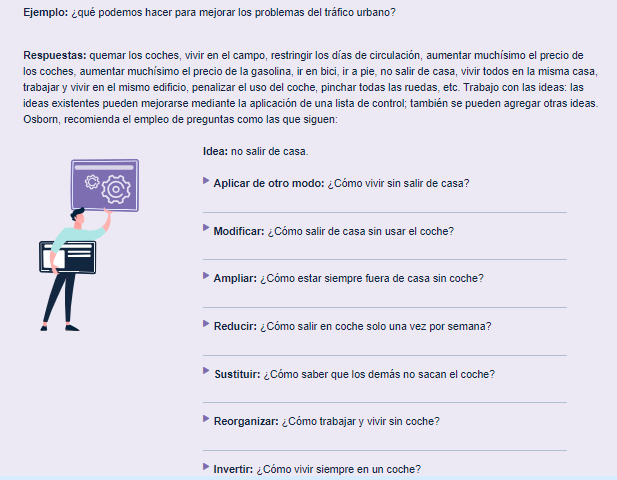 Ejemplo: ¿qué podemos hacer para mejorar los problemas del tráfico urbano?
Respuestas: quemar los coches, vivir en el campo, restringir los días de circulación, aumentar muchísimo el precio de
los coches, aumentar muchísimo el precio de la gasolina, ir en bici, ir a pie, no salir de casa, vivir todos en la misma casa,
trabajar y vivir en el mismo edificio, penalizar el uso del coche, pinchar todas las ruedas, etc. Trabajo con las ideas: las
ideas existentes pueden mejorarse mediante la aplicación de una lista de control; también se pueden agregar otras ideas.
Osborn, recomienda el empleo de preguntas como las que siguen:
Idea: no salir de casa.
Aplicar de otro modo: ¿Cómo vivir sin salir de casa?
Modificar: ¿Cómo salir de casa sin usar el coche?
Ampliar: ¿Cómo estar siempre fuera de casa sin coche?
Reducir: ¿Cómo salir en coche solo una vez por semana?
Sustituir: ¿Cómo saber que los demás no sacan el coche?
Reorganizar: ¿Cómo trabajar y vivir sin coche?
Invertir: ¿Cómo vivir siempre en un coche?